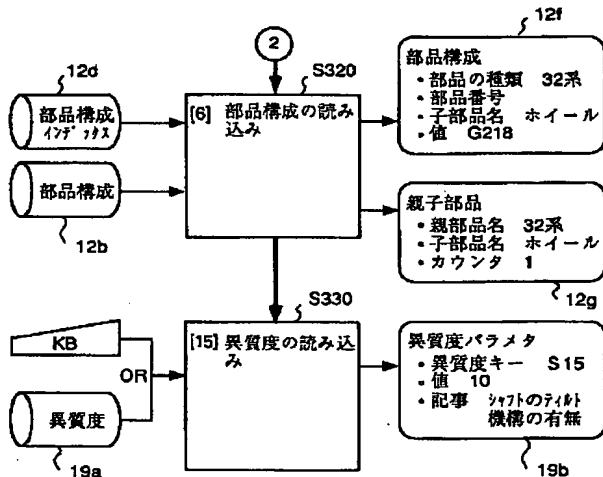 2
12d
部品構成
インデックス
部品構成
12b
S320
[6] 部品構成の読み
込み
12f
部品構成
・部品の種類 32系
・部品番号
・子部品名 ホイール
・値 G218
親子部品
・親部品名 32系
・子部品名 ホイール
・カウンタ 1
12g
S330
KB
OR
異質度
19a
[15] 異質度の読み込
み
異質度パラメタ
・異質度キー S15
・値 10
・記事 シャフトのティルト
機構の有無
19b